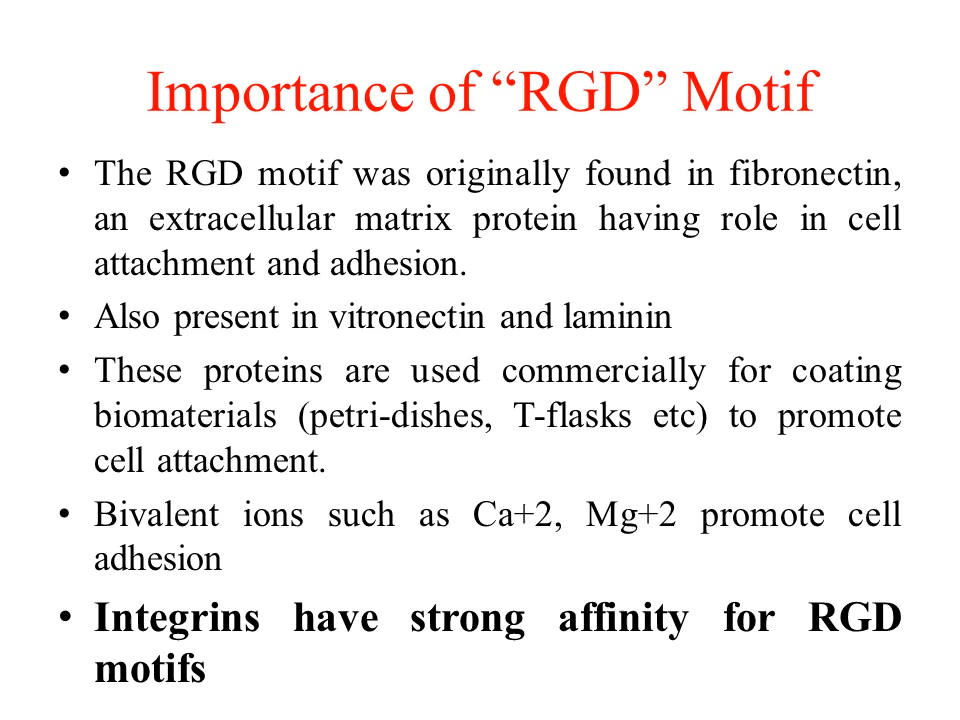 Importance of “RGD” Motif
• The RGD motif was originally found in fibronectin,
an extracellular matrix protein having role in cell
attachment and adhesion.
• Also present in vitronectin and laminin
• These proteins are used commercially for coating
biomaterials (petri-dishes, T-flasks etc) to promote
cell attachment.
• Bivalent ions such as Ca+2, Mg+2 promote cell
adhesion
• Integrins have strong affinity for RGD
motifs